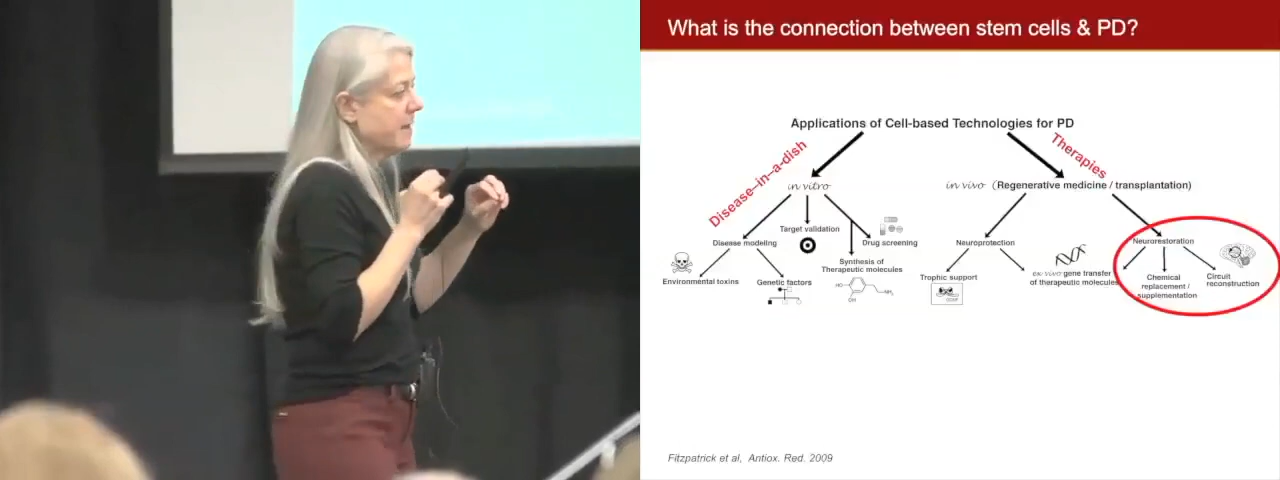 What is the connection between stem cells & PD?
Applications of Cell-based Technologies for PD
Disease–in–a–dish
Therapies
in vitro
in vivo (Regenerative medicine / transplantation)
Disease modeling
Target validation
Drug screening
Synthesis of
Therapeutic molecules
Environmental toxins
Genetic factors
HO
OH
NH₂
Neuroprotection
Neurorestoration
Trophic support
ex vivo gene transfer
of therapeutic molecules
Chemical
replacement /
supplementation
Circuit
reconstruction
Fitzpatrick et al, Antiox. Red. 2009